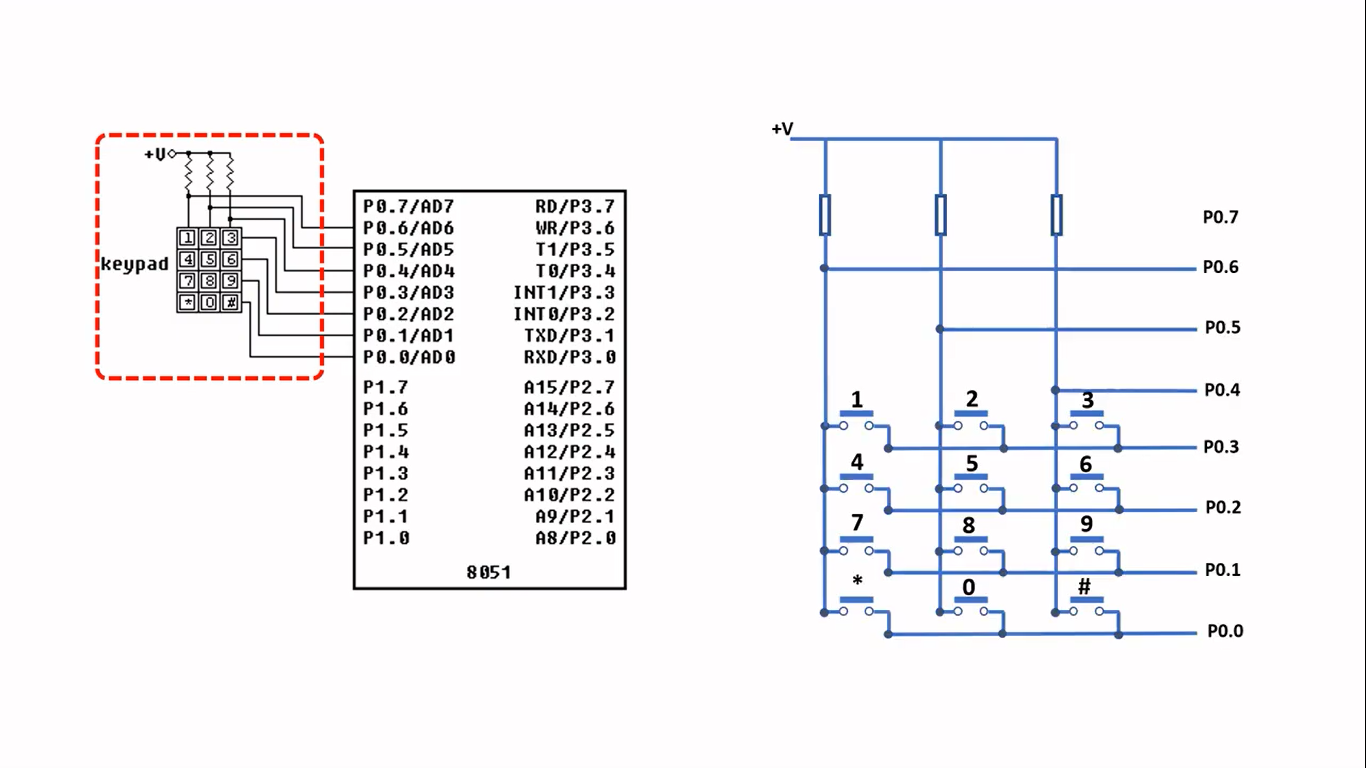 +V
1 2 3
4 5 6
7 8 9
* 0 #
keypad
P0.7/AD7 RD/P3.7
P0.6/AD6 WR/P3.6
P0.5/AD5 T1/P3.5
P0.4/AD4 T0/P3.4
P0.3/AD3 INT1/P3.3
P0.2/AD2 INT0/P3.2
P0.1/AD1 TXD/P3.1
P0.0/AD0 RXD/P3.0
P1.7 A15/P2.7
P1.6 A14/P2.6
P1.5 A13/P2.5
P1.4 A12/P2.4
P1.3 A11/P2.3
P1.2 A10/P2.2
P1.1 A9/P2.1
P1.0 A8/P2.0
8051
+V
P0.7
P0.6
P0.5
P0.4
1 2 3
P0.3
4 5 6
P0.2
7 8 9
P0.1
* 0 #
P0.0